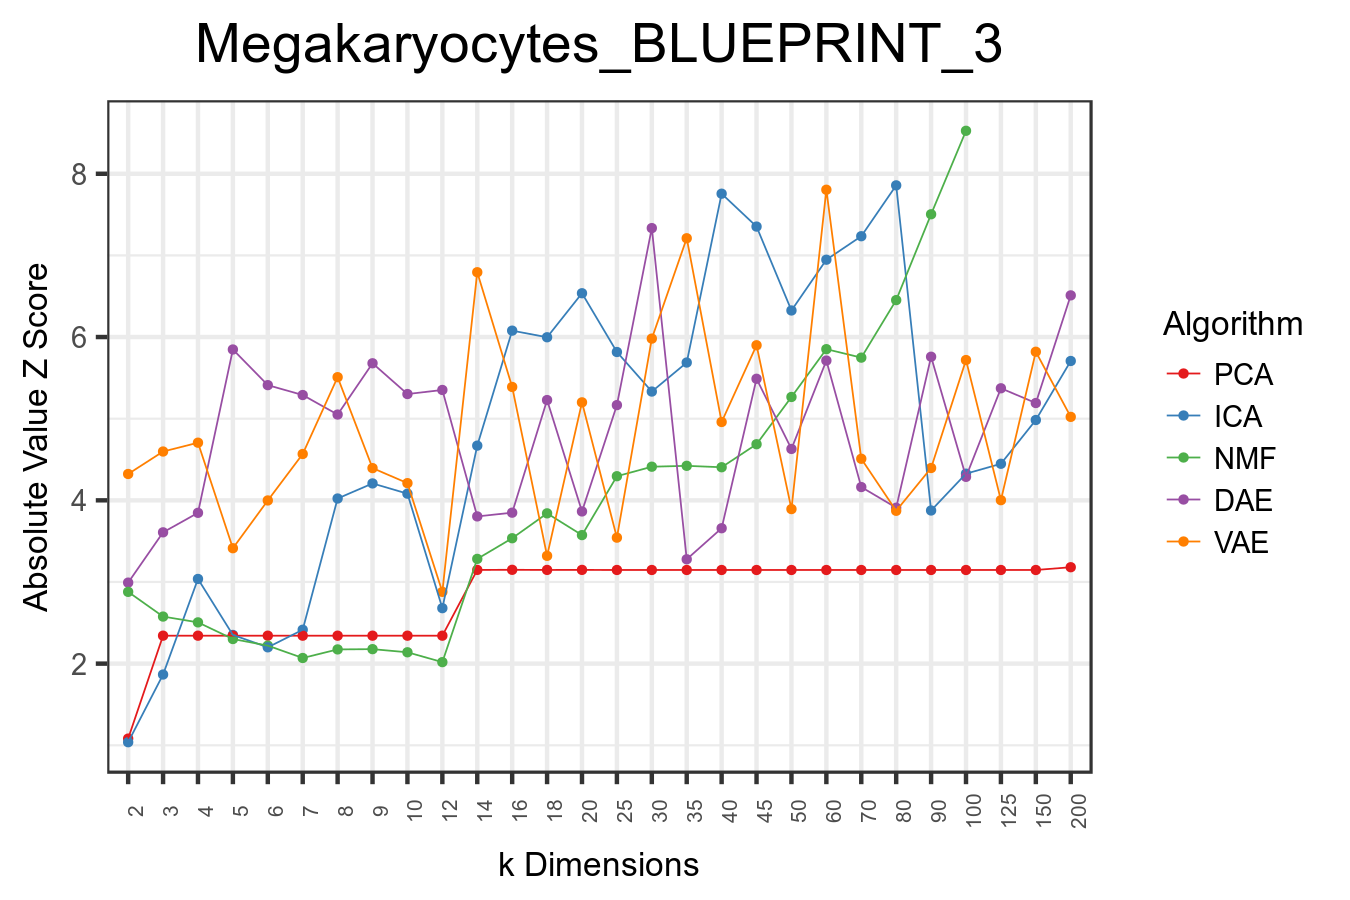 Megakaryocytes_BLUEPRINT_3
Absolute Value Z Score
8
6
4
2
2 3 4 5 6 7 8 9 10 12 14 16 18 20 25 30 35 40 45 50 60 70 80 90 100 125 150 200
k Dimensions
Algorithm
PCA
ICA
NMF
DAE
VAE